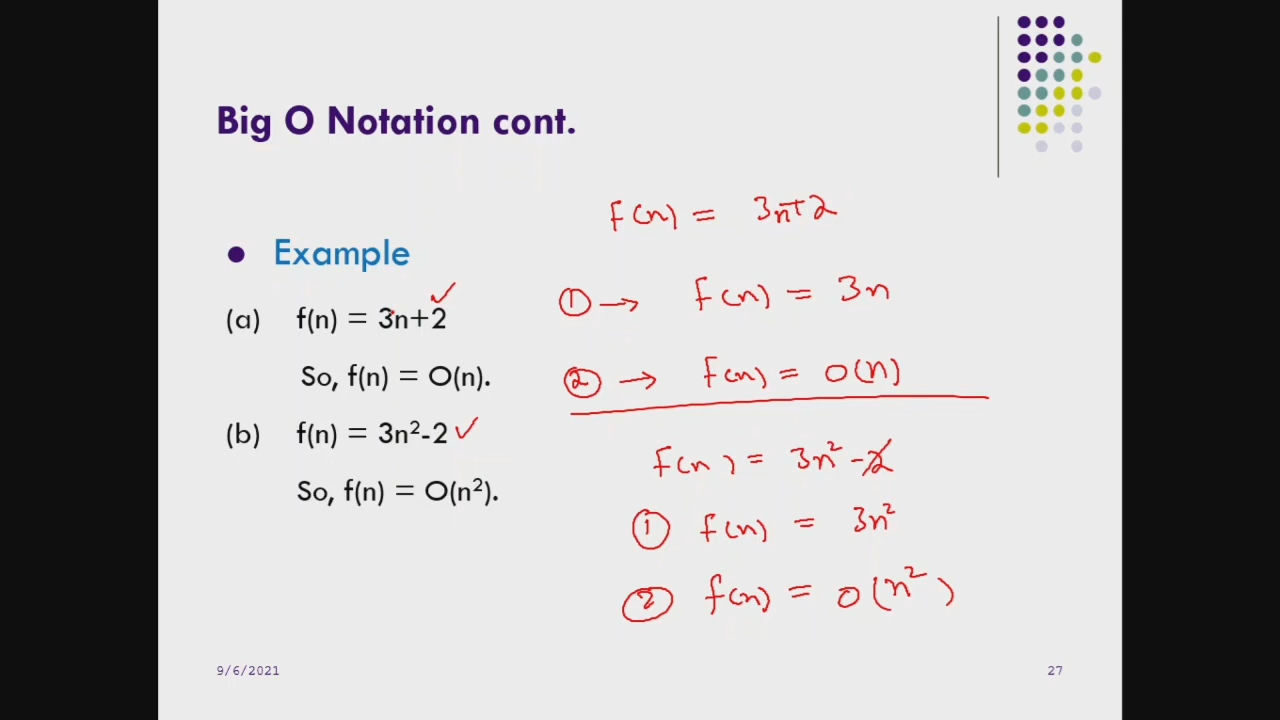 Big O Notation cont.
Example
(a) f(n) = 3n+2
So, f(n) = O(n).
(b) f(n) = 3n²-2
So, f(n) = O(n²).
f(n) = 3n+2
① → f(n) = 3n
② → f(n) = O(n)
f(n) = 3n² - 2
① f(n) = 3n²
② f(n) = O(n²)
9/6/2021
27